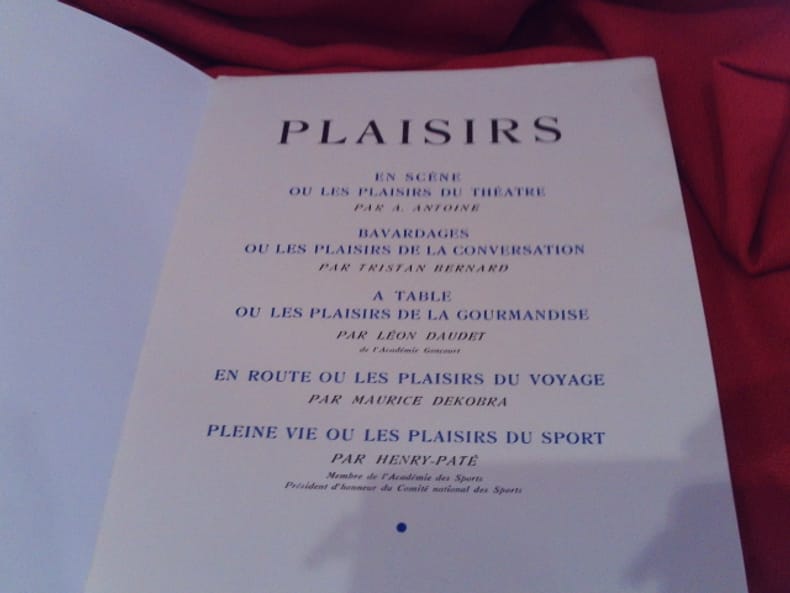 PLAISIRS
EN SCÈNE
OU LES PLAISIRS DU THÉATRE
PAR A. ANTOINE
BAVARDAGES
OU LES PLAISIRS DE LA CONVERSATION
PAR TRISTAN BERNARD
A TABLE
OU LES PLAISIRS DE LA GOURMANDISE
PAR LÉON DAUDET
de l'Académie Goncourt
EN ROUTE OU LES PLAISIRS DU VOYAGE
PAR MAURICE DEKOBRA
PLEINE VIE OU LES PLAISIRS DU SPORT
PAR HENRY-PATÉ
Membre de l'Académie des Sports
Président d'honneur du Comité national des Sports